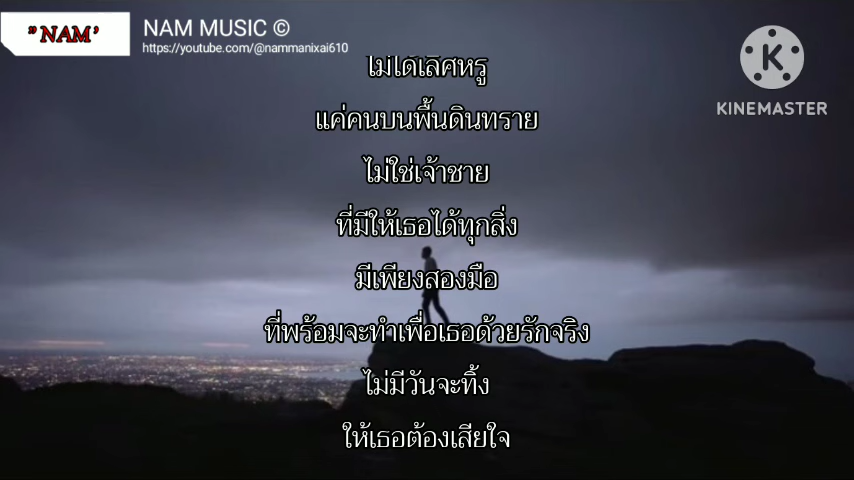 "NAM'
NAM MUSIC ©
https://youtube.com/@nammanixai610
KINEMASTER
ไม่ได้เลิศหรู
แค่คนบนพื้นดินทราย
ไม่ใช่เจ้าชาย
ที่มีให้เธอได้ทุกสิ่ง
มีเพียงสองมือ
ที่พร้อมจะทำเพื่อเธอด้วยรักจริง
ไม่มีวันจะทิ้ง
ให้เธอต้องเสียใจ